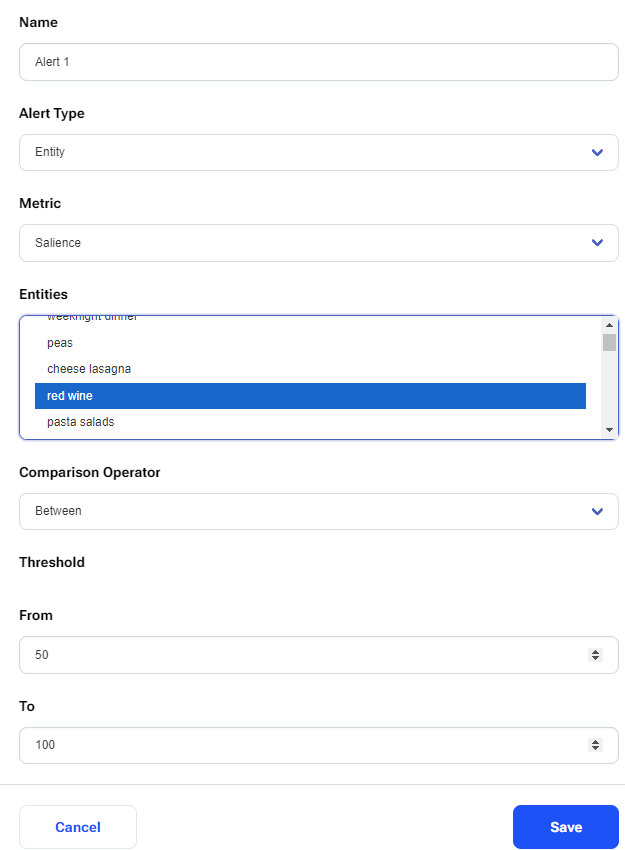 Name
Alert 1
Alert Type
Entity
Metric
Salience
Entities
weeknight dinner
peas
cheese lasagna
red wine
pasta salads
Comparison Operator
Between
Threshold
From
50
To
100
Cancel
Save